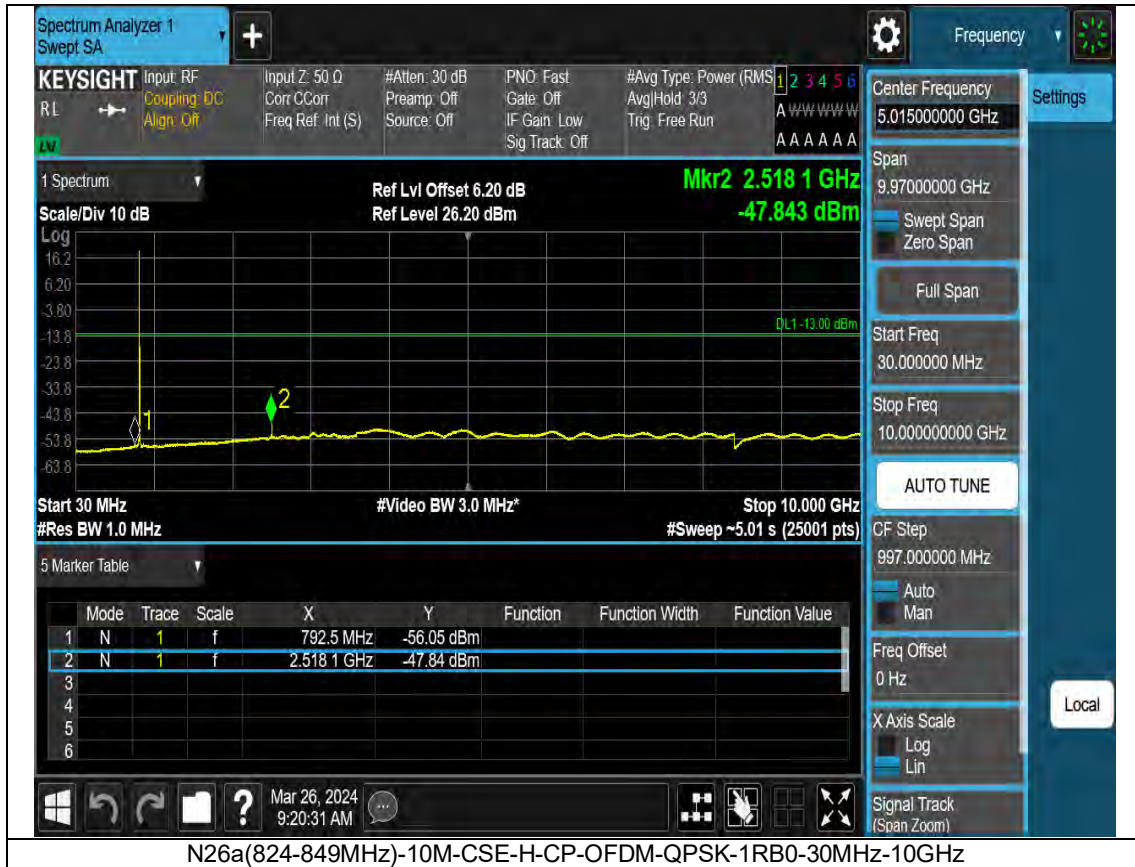 Spectrum Analyzer 1
Swept SA
+
Frequency
KEYSIGHT Input: RF Input Z: 50 Ω #Atten: 30 dB PNO: Fast #Avg Type: Power (RMS 1 2 3 4 5 6
RL Coupling: DC Corr CCorr Preamp: Off Gate: Off Avg|Hold: 3/3 A W W W W W
Align: Off Freq Ref: Int (S) Source: Off IF Gain: Low Trig: Free Run
Sig Track: Off A A A A A A
1 Spectrum
Ref Lvl Offset 6.20 dB
Mkr2 2.518 1 GHz
Scale/Div 10 dB
Ref Level 26.20 dBm
-47.843 dBm
Log
16.2
6.20
-3.80
DL1 -13.00 dBm
-13.8
-23.8
-33.8
2
-43.8
1
-53.8
-63.8
Start 30 MHz #Video BW 3.0 MHz* Stop 10.000 GHz
#Res BW 1.0 MHz #Sweep ~5.01 s (25001 pts)
5 Marker Table
Mode Trace Scale X Y Function Function Width Function Value
1 N 1 f 792.5 MHz -56.05 dBm
2 N 1 f 2.518 1 GHz -47.84 dBm
3
4
5
6
Center Frequency
5.015000000 GHz
Settings
Span
9.97000000 GHz
Swept Span
Zero Span
Full Span
Start Freq
30.000000 MHz
Stop Freq
10.000000000 GHz
AUTO TUNE
CF Step
997.000000 MHz
Auto
Man
Freq Offset
0 Hz
Local
X Axis Scale
Log
Lin
Signal Track
(Span Zoom)
?
Mar 26, 2024
9:20:31 AM
N26a(824-849MHz)-10M-CSE-H-CP-OFDM-QPSK-1RB0-30MHz-10GHz